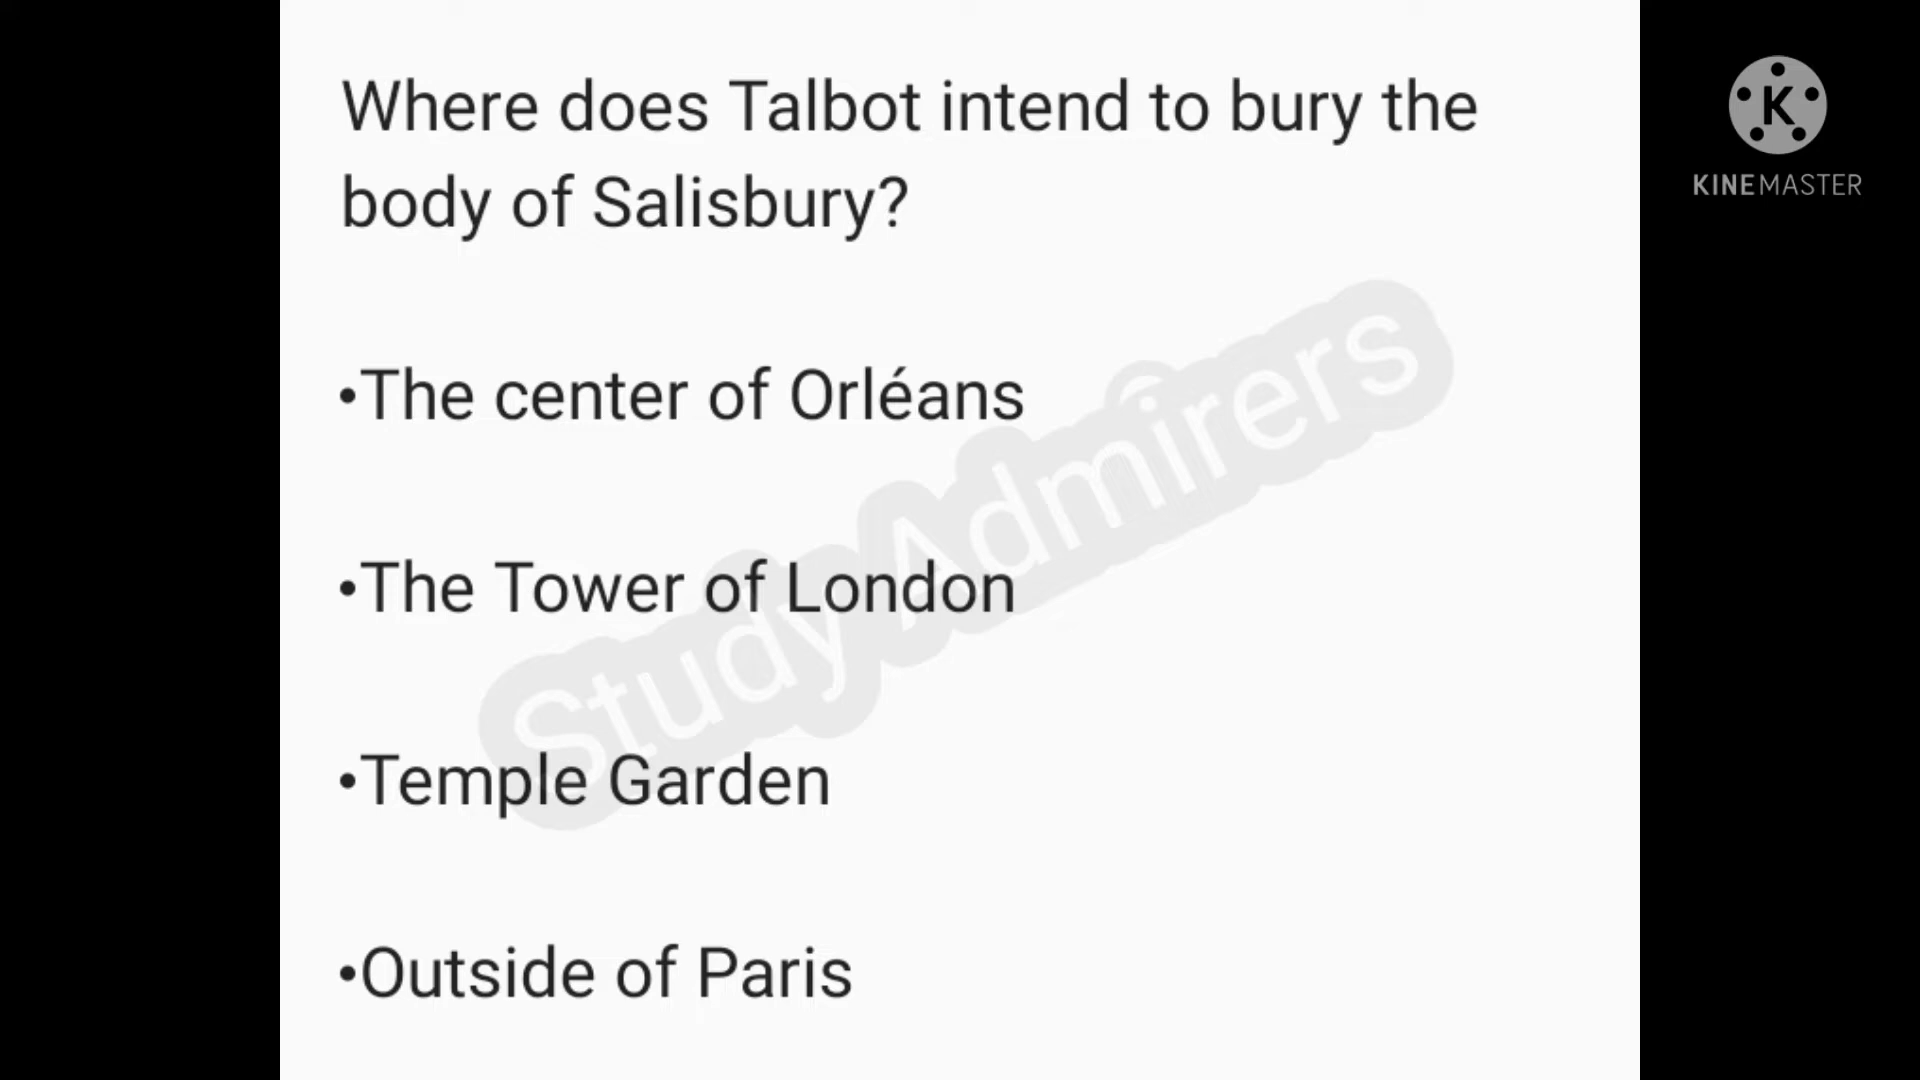 Where does Talbot intend to bury the
body of Salisbury?
•The center of Orléans
•The Tower of London
•Temple Garden
•Outside of Paris
Study Admirers
K
KINEMASTER